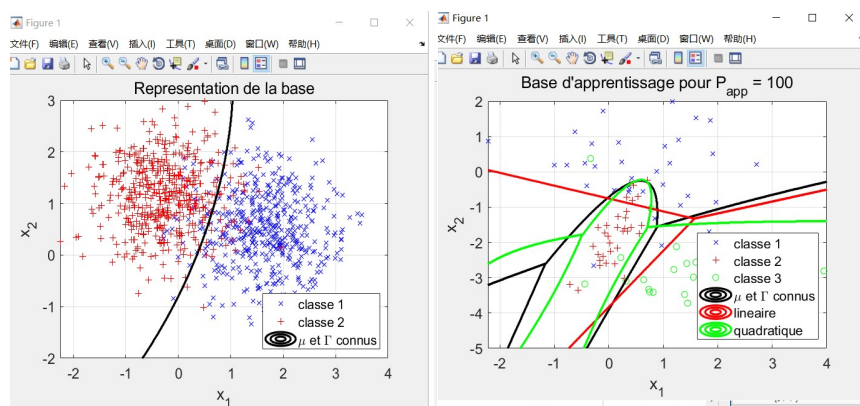 Figure 1
文件(F) 编辑(E) 查看(V) 插入(I) 工具(T) 桌面(D) 窗口(W) 帮助(H)
Representation de la base
3
2
1
0
-1
-2
x2
-2 -1 0 1 2 3 4
x1
classe 1
classe 2
μ et Γ connus
Figure 1
文件(F) 编辑(E) 查看(V) 插入(I) 工具(T) 桌面(D) 窗口(W) 帮助(H)
Base d'apprentissage pour Papp = 100
2
1
0
-1
-2
-3
-4
-5
x2
-2 -1 0 1 2 3 4
x1
classe 1
classe 2
classe 3
μ et Γ connus
lineaire
quadratique